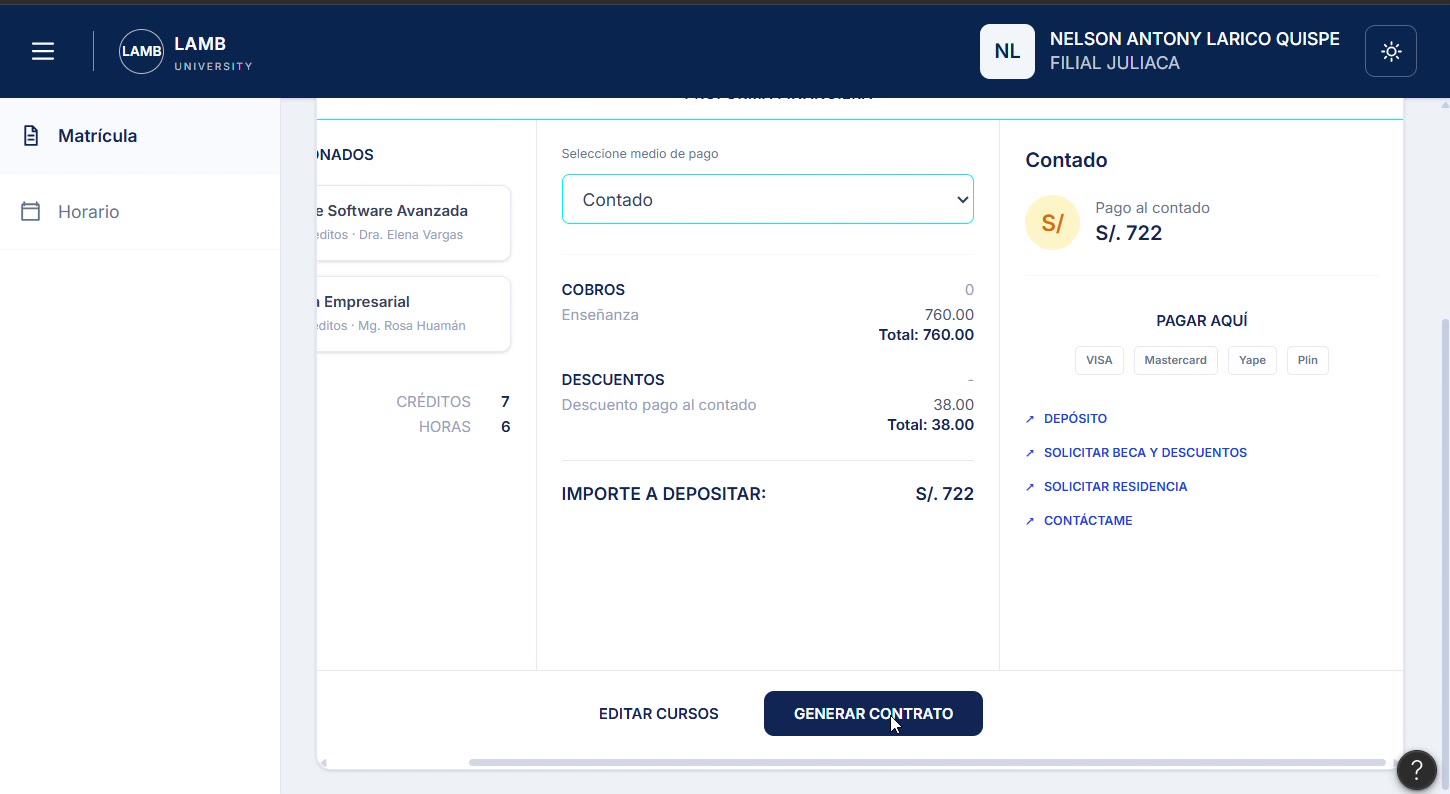 LAMB
LAMB
UNIVERSITY
NL
NELSON ANTONY LARICO QUISPE
FILIAL JULIACA
Matrícula
Horario
ONADOS
e Software Avanzada
éditos · Dra. Elena Vargas
a Empresarial
éditos · Mg. Rosa Huamán
CRÉDITOS 7
HORAS 6
Seleccione medio de pago
Contado
COBROS 0
Enseñanza 760.00
Total: 760.00
DESCUENTOS -
Descuento pago al contado 38.00
Total: 38.00
IMPORTE A DEPOSITAR: S/. 722
Contado
S/
Pago al contado
S/. 722
PAGAR AQUÍ
VISA Mastercard Yape Plin
↗ DEPÓSITO
↗ SOLICITAR BECA Y DESCUENTOS
↗ SOLICITAR RESIDENCIA
↗ CONTÁCTAME
EDITAR CURSOS GENERAR CONTRATO
?